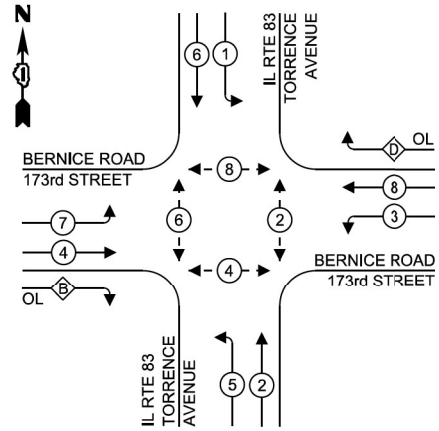 N
6
1
IL RTE 83
TORRENCE
AVENUE
D
OL
BERNICE ROAD
173rd STREET
8
8
7
3
6
2
4
4
BERNICE ROAD
173rd STREET
B
OL
IL RTE 83
TORRENCE
AVENUE
5
2